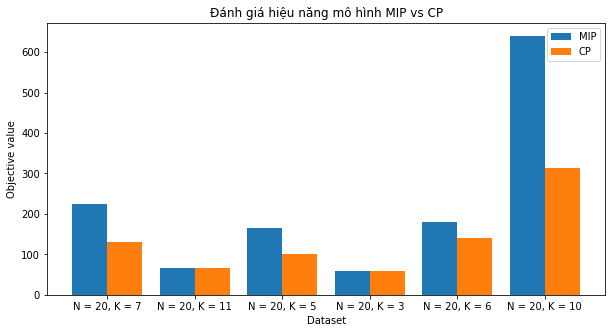 Đánh giá hiệu năng mô hình MIP vs CP
MIP
CP
Objective value
600
500
400
300
200
100
0
N = 20, K = 7
N = 20, K = 11
N = 20, K = 5
N = 20, K = 3
N = 20, K = 6
N = 20, K = 10
Dataset